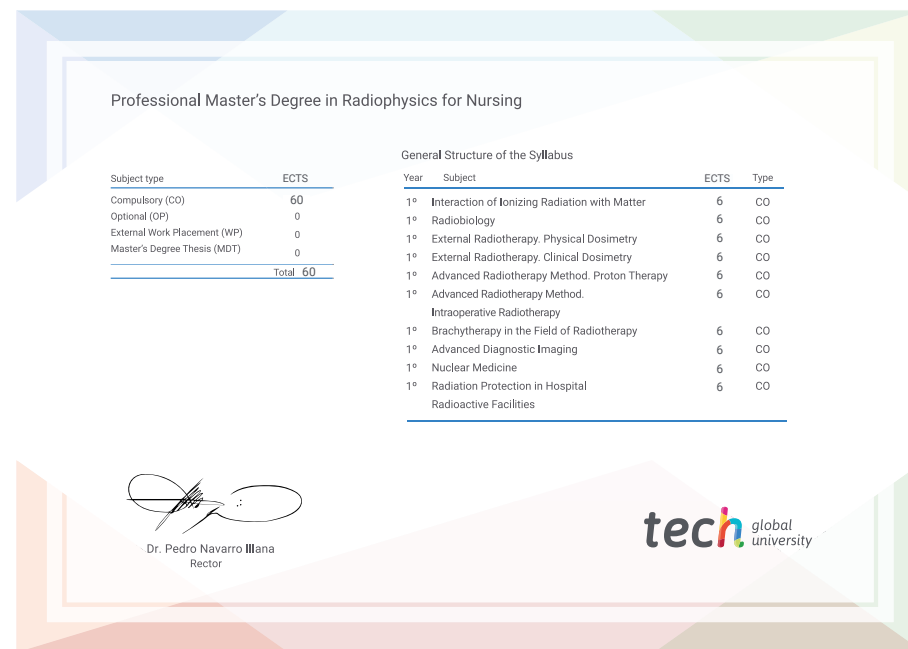 Professional Master's Degree in Radiophysics for Nursing
Subject type ECTS
Compulsory (CO) 60
Optional (OP) 0
External Work Placement (WP) 0
Master's Degree Thesis (MDT) 0
Total 60
General Structure of the Syllabus
Year Subject ECTS Type
1º Interaction of Ionizing Radiation with Matter 6 CO
1º Radiobiology 6 CO
1º External Radiotherapy. Physical Dosimetry 6 CO
1º External Radiotherapy. Clinical Dosimetry 6 CO
1º Advanced Radiotherapy Method. Proton Therapy 6 CO
1º Advanced Radiotherapy Method. 6 CO
Intraoperative Radiotherapy
1º Brachytherapy in the Field of Radiotherapy 6 CO
1º Advanced Diagnostic Imaging 6 CO
1º Nuclear Medicine 6 CO
1º Radiation Protection in Hospital 6 CO
Radioactive Facilities
Dr. Pedro Navarro Illana
Rector
tech global
university